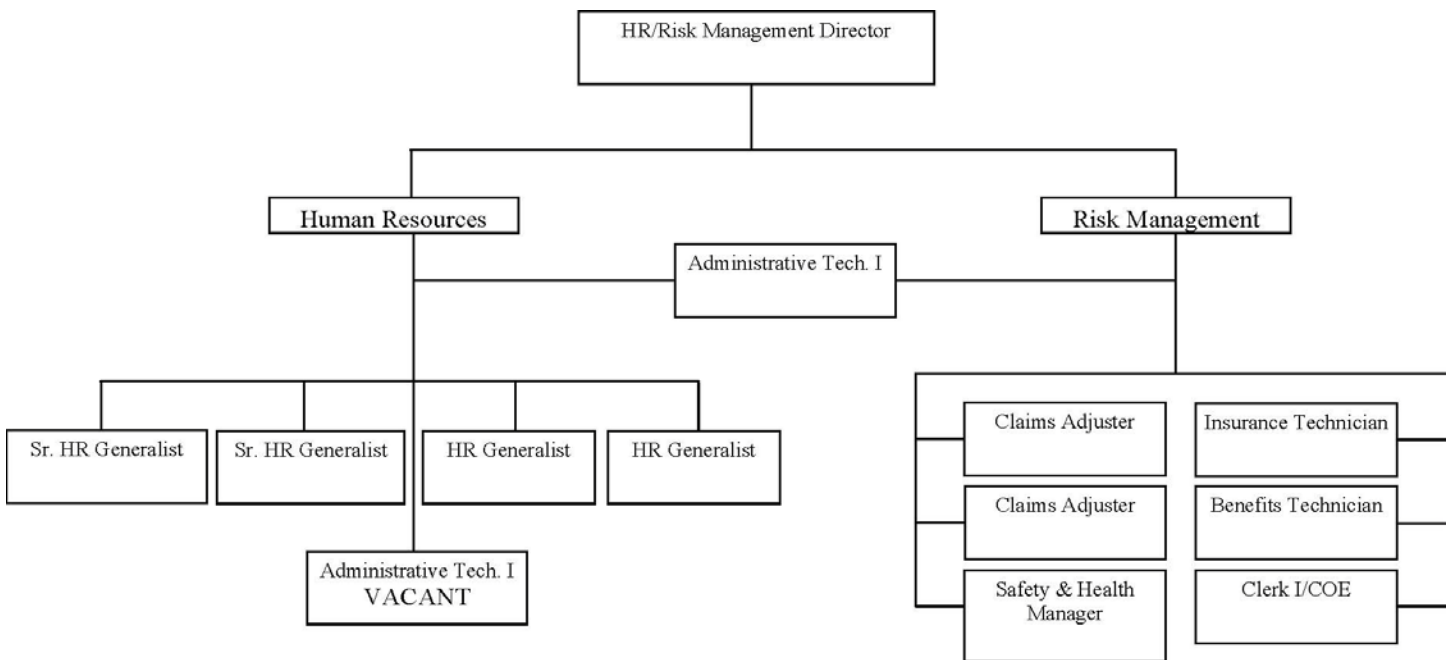 HR/Risk Management Director
Human Resources
Risk Management
Administrative Tech. I
Sr. HR Generalist
Sr. HR Generalist
HR Generalist
HR Generalist
Administrative Tech. I
VACANT
Claims Adjuster
Insurance Technician
Claims Adjuster
Benefits Technician
Safety & Health
Manager
Clerk I/COE